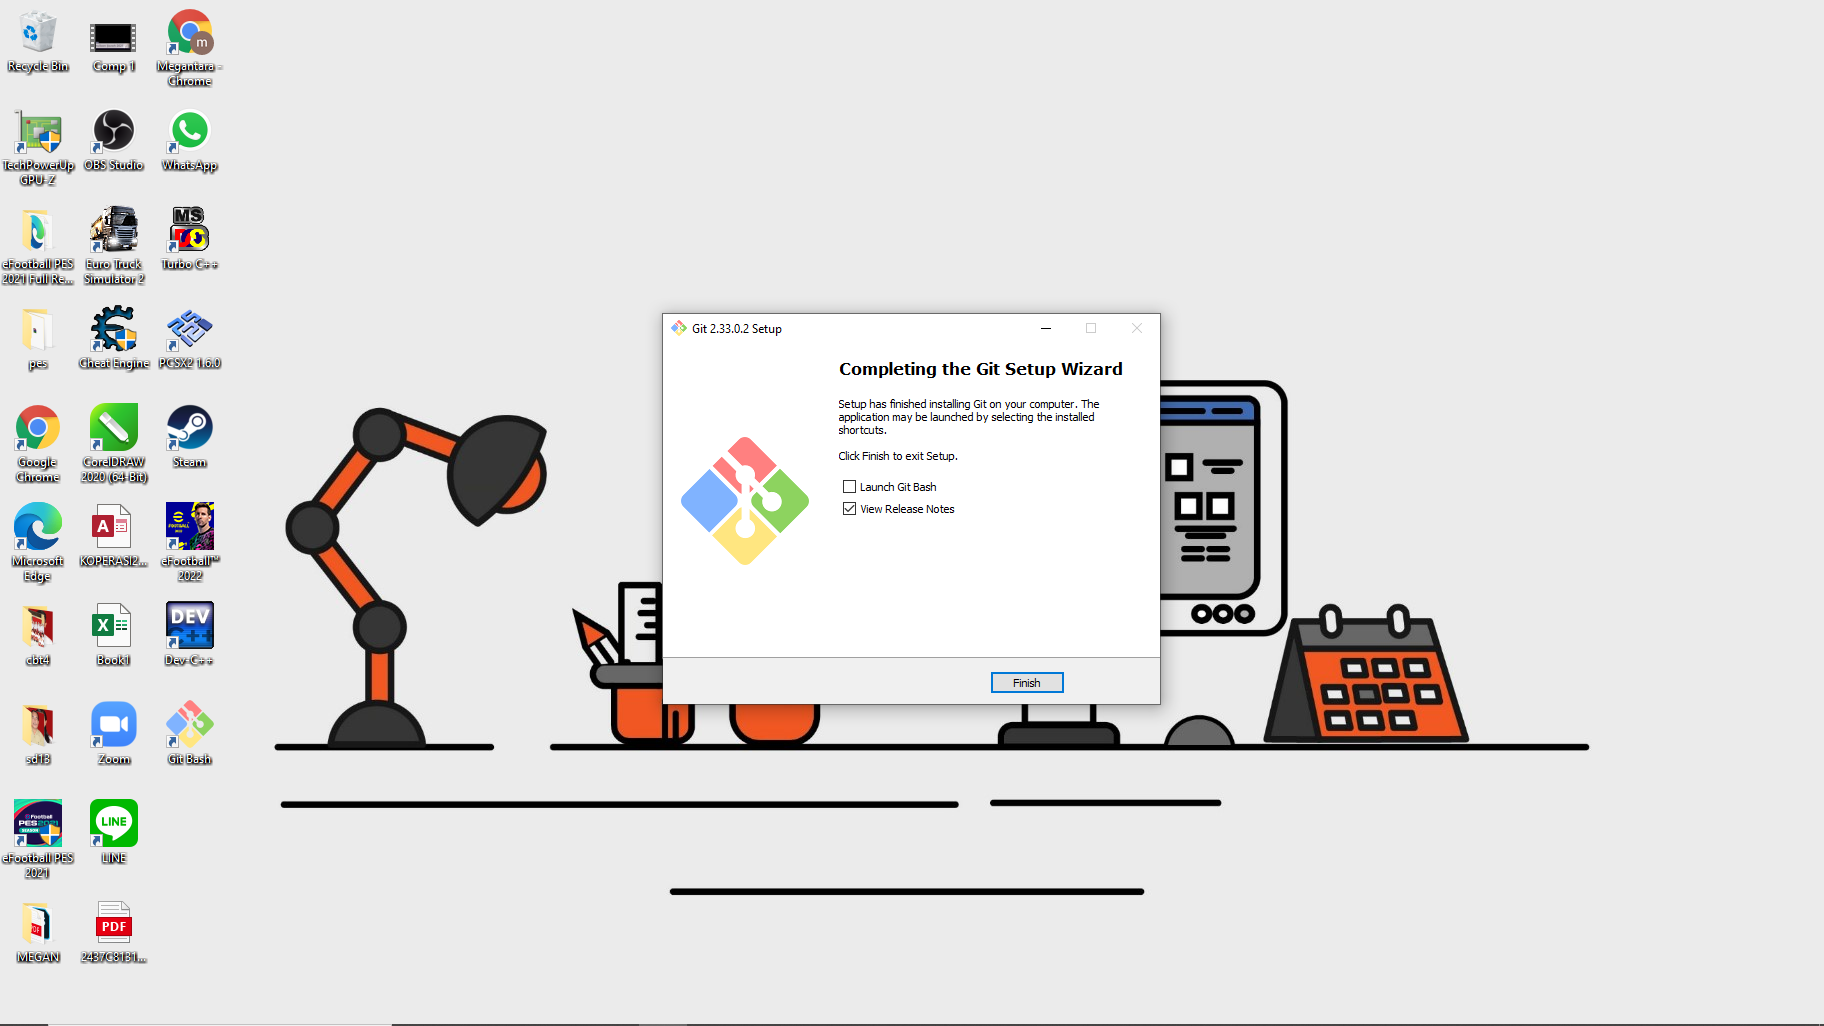 Recycle Bin
Comp 1
m
Megantara -
Chrome
TechPowerUp
GPU-Z
OBS Studio
WhatsApp
eFootball PES
2021 Full Re...
Euro Truck
Simulator 2
MS
Turbo C++
pes
Cheat Engine
PCSX2 1.6.0
Google
Chrome
CorelDRAW
2020 (64-Bit)
Steam
Microsoft
Edge
A
KOPERASI2...
eFootball™
2022
cbt4
X
Book1
DEV
C++
Dev-C++
sd13
Zoom
Git Bash
eFootball
PES2021
eFootball PES
2021
LINE
LINE
MEGAN
PDF
2437C8131...
Git 2.33.0.2 Setup
Completing the Git Setup Wizard
Setup has finished installing Git on your computer. The
application may be launched by selecting the installed
shortcuts.
Click Finish to exit Setup.
Launch Git Bash
View Release Notes
Finish